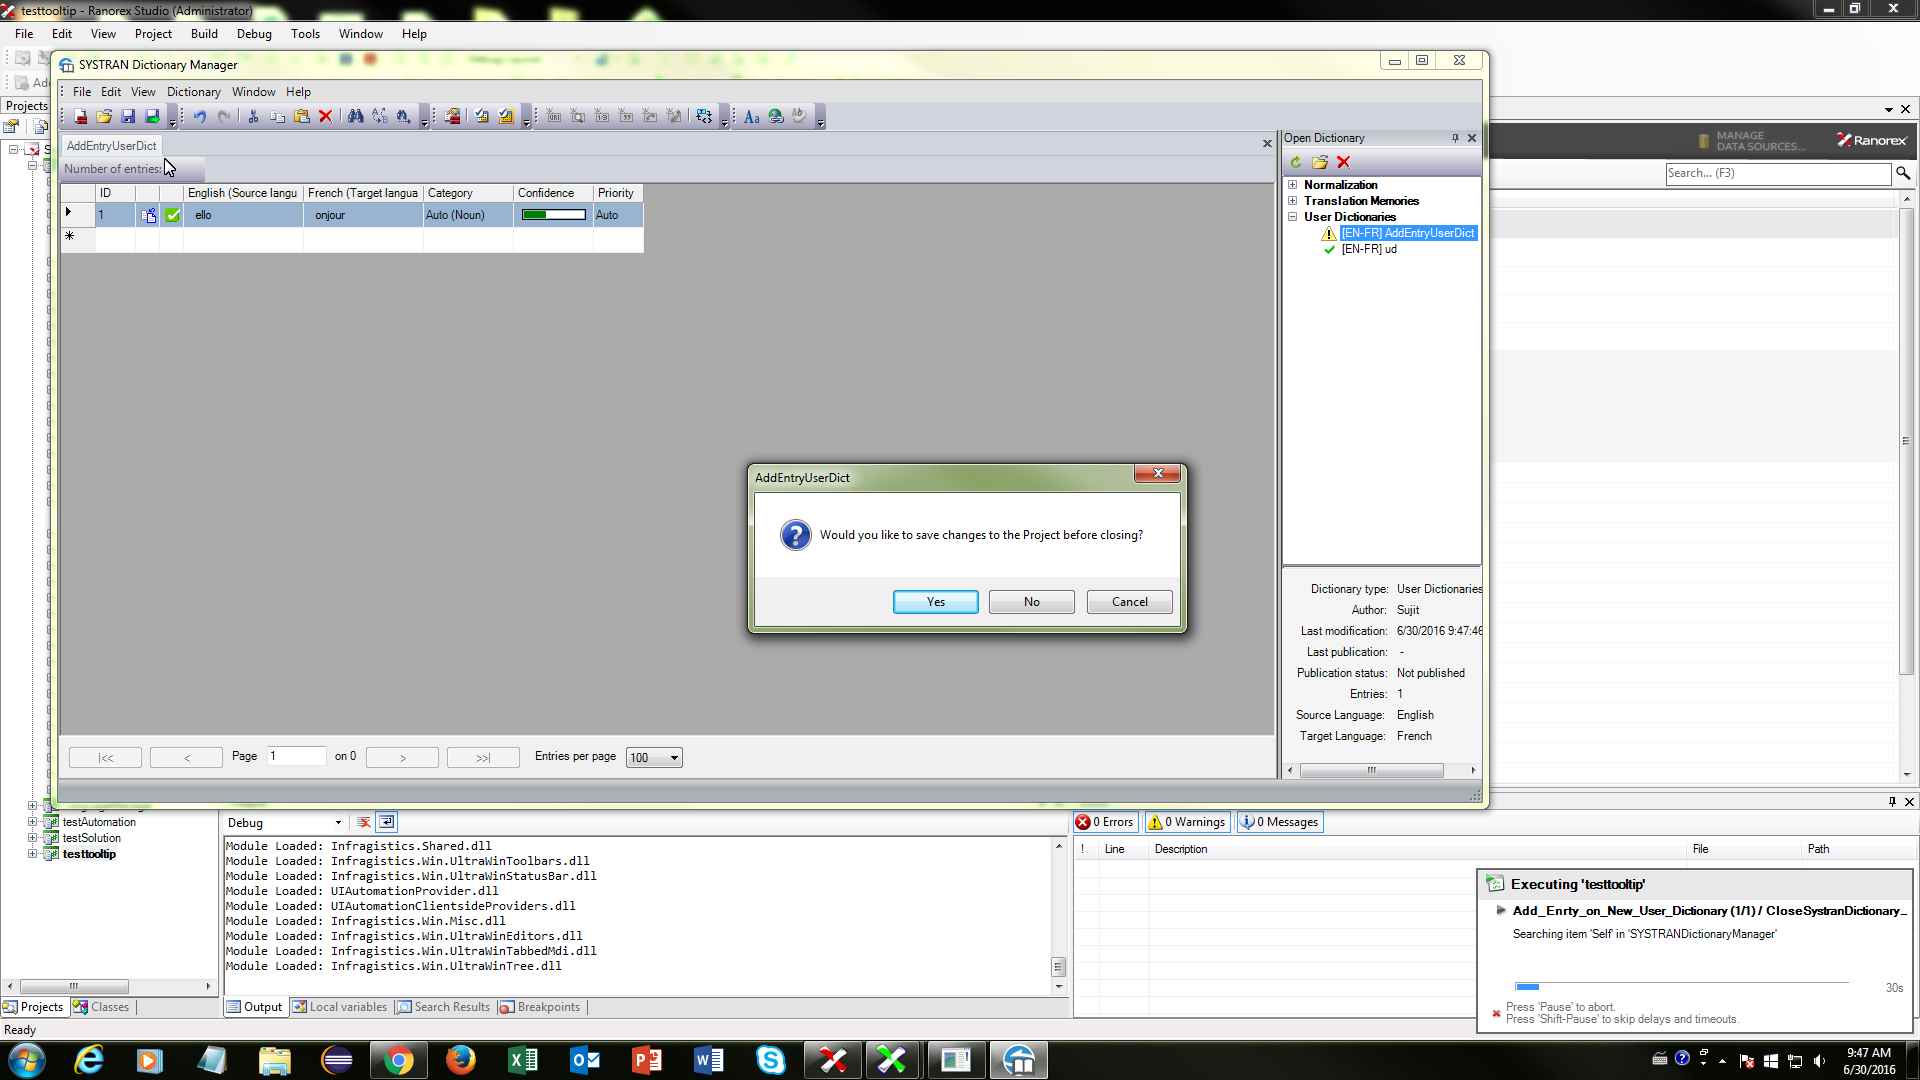 testtooltip - Ranorex Studio (Administrator)
File Edit View Project Build Debug Tools Window Help
SYSTRAN Dictionary Manager
File Edit View Dictionary Window Help
Projects
MANAGE
DATA SOURCES...
Ranorex
Search... (F3)
AddEntryUserDict
Number of entries:
ID English (Source langu French (Target langua Category Confidence Priority
1 ello onjour Auto (Noun) Auto
Open Dictionary
Normalization
Translation Memories
User Dictionaries
[EN-FR] AddEntryUserDict
[EN-FR] ud
AddEntryUserDict
Would you like to save changes to the Project before closing?
Yes No Cancel
Dictionary type: User Dictionaries
Author: Sujit
Last modification: 6/30/2016 9:47:46
Last publication: -
Publication status: Not published
Entries: 1
Source Language: English
Target Language: French
|<< < Page 1 on 0 > >>| Entries per page 100
testAutomation
testSolution
testtooltip
Debug
Module Loaded: Infragistics.Shared.dll
Module Loaded: Infragistics.Win.UltraWinToolbars.dll
Module Loaded: Infragistics.Win.UltraWinStatusBar.dll
Module Loaded: UIAutomationProvider.dll
Module Loaded: UIAutomationClientsideProviders.dll
Module Loaded: Infragistics.Win.Misc.dll
Module Loaded: Infragistics.Win.UltraWinEditors.dll
Module Loaded: Infragistics.Win.UltraWinTabbedMdi.dll
Module Loaded: Infragistics.Win.UltraWinTree.dll
0 Errors 0 Warnings 0 Messages
! Line Description File Path
Executing 'testtooltip'
Add_Enrty_on_New_User_Dictionary (1/1) / CloseSystranDictionary...
Searching item 'Self' in 'SYSTRANDictionaryManager'
30s
Press 'Pause' to abort.
Press 'Shift-Pause' to skip delays and timeouts.
Projects Classes
Output Local variables Search Results Breakpoints
Ready
9:47 AM
6/30/2016